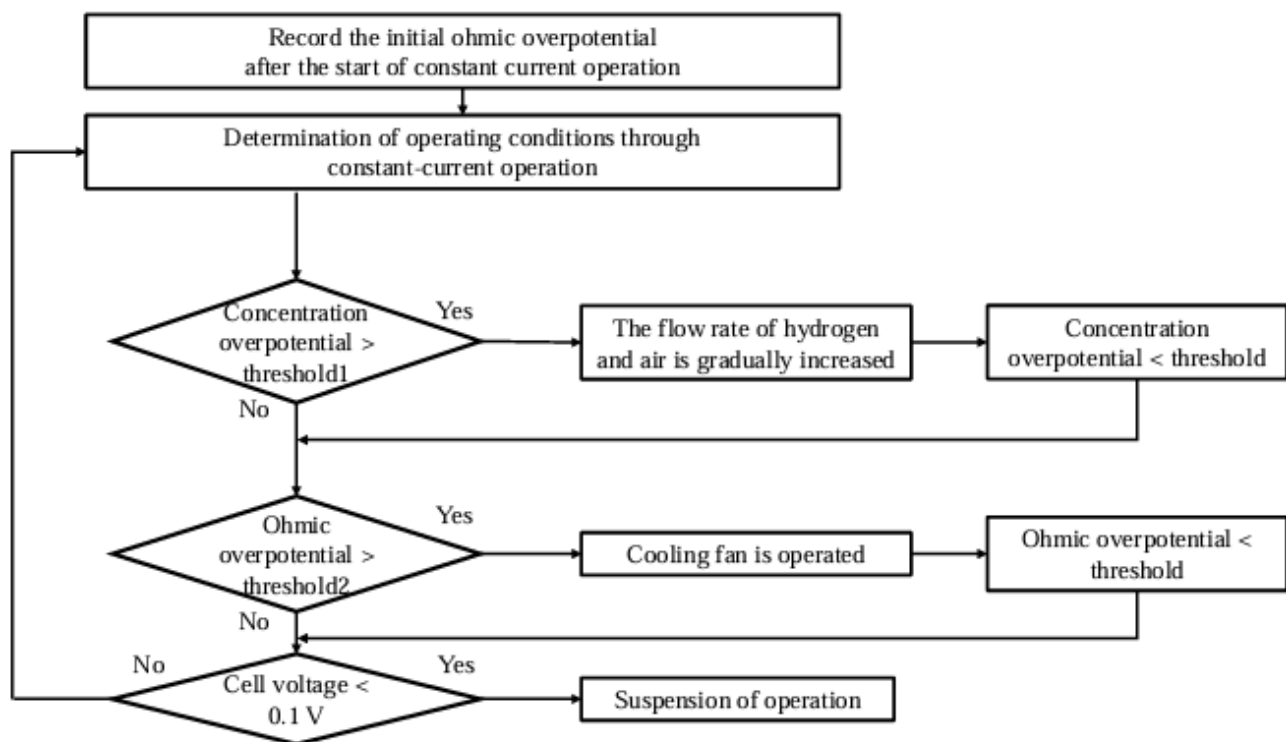 Record the initial ohmic overpotential
after the start of constant current operation
Determination of operating conditions through
constant-current operation
Concentration
overpotential >
threshold1
Yes
The flow rate of hydrogen
and air is gradually increased
Concentration
overpotential < threshold
No
Ohmic
overpotential >
threshold2
Yes
Cooling fan is operated
Ohmic overpotential <
threshold
No
No
Cell voltage <
0.1 V
Yes
Suspension of operation